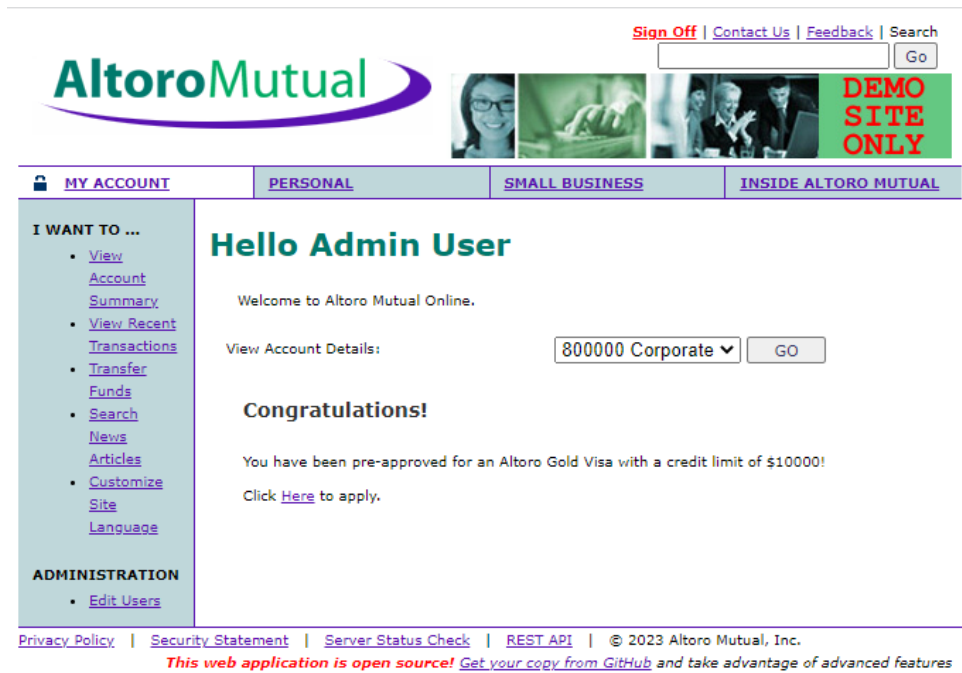 Sign Off | Contact Us | Feedback | Search
Go
AltoroMutual
DEMO
SITE
ONLY
MY ACCOUNT
PERSONAL
SMALL BUSINESS
INSIDE ALTORO MUTUAL
I WANT TO ...
• View
Account
Summary
• View Recent
Transactions
• Transfer
Funds
• Search
News
Articles
• Customize
Site
Language
ADMINISTRATION
• Edit Users
Hello Admin User
Welcome to Altoro Mutual Online.
View Account Details:
800000 Corporate
GO
Congratulations!
You have been pre-approved for an Altoro Gold Visa with a credit limit of $10000!
Click Here to apply.
Privacy Policy | Security Statement | Server Status Check | REST API | © 2023 Altoro Mutual, Inc.
This web application is open source! Get your copy from GitHub and take advantage of advanced features